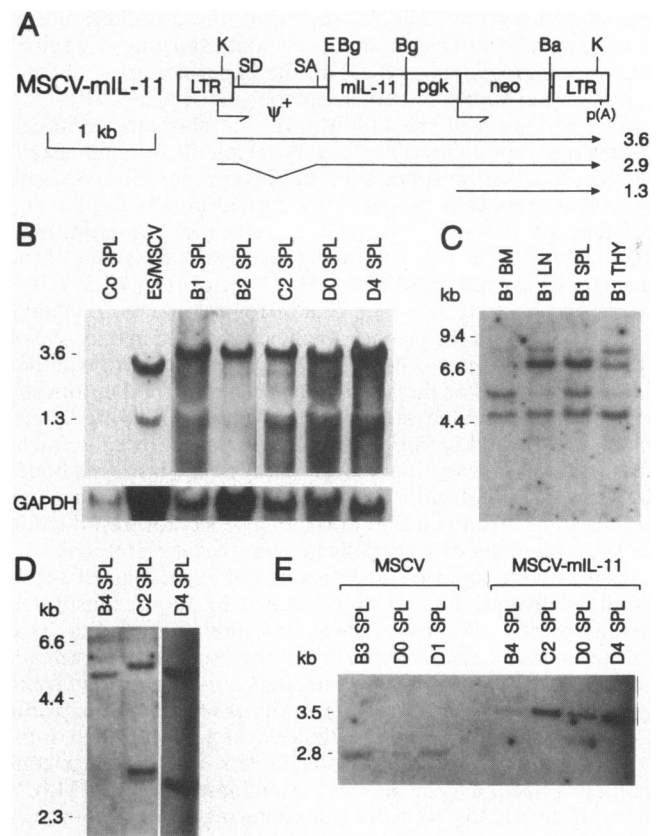 A
K SD SA E Bg Bg Ba K
MSCV-mIL-11 LTR ψ+ mIL-11 pgk neo LTR
p(A)
1 kb
3.6
2.9
1.3
B
Co SPL
ES/MSCV
B1 SPL
B2 SPL
C2 SPL
D0 SPL
D4 SPL
3.6 -
1.3 -
GAPDH
C
B1 BM
B1 LN
B1 SPL
B1 THY
kb
9.4 -
6.6 -
4.4 -
D
B4 SPL
C2 SPL
D4 SPL
kb
6.6 -
4.4 -
2.3 -
E
MSCV MSCV-mIL-11
B3 SPL
D0 SPL
D1 SPL
B4 SPL
C2 SPL
D0 SPL
D4 SPL
kb
3.5 -
2.8 -